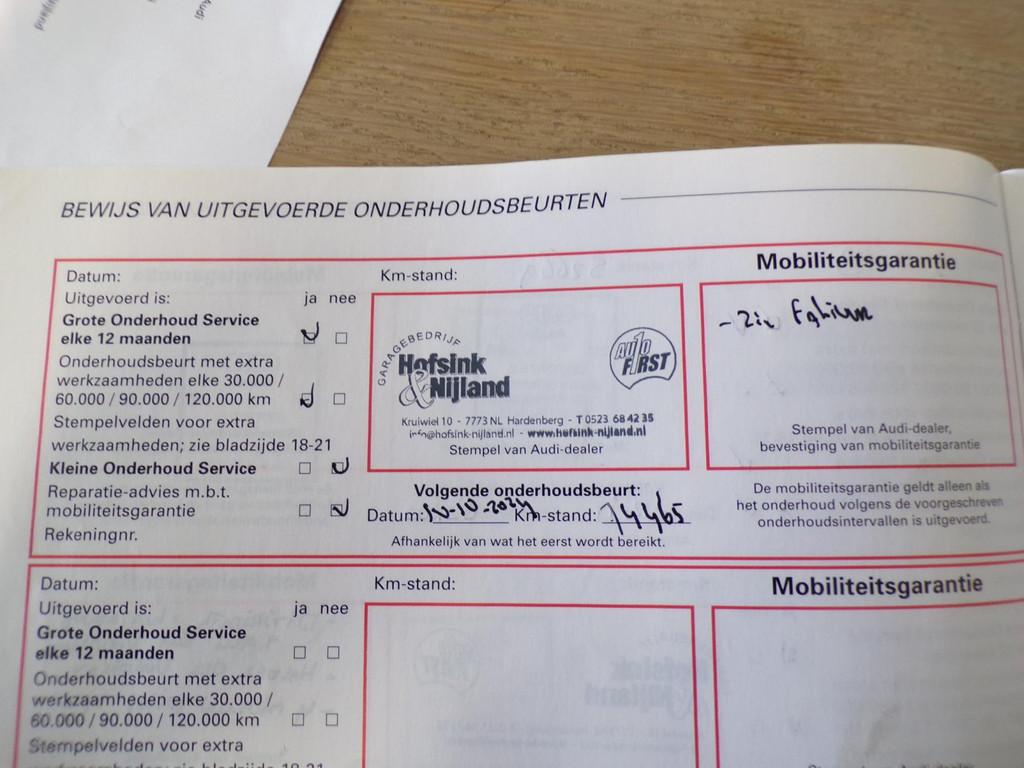 BEWIJS VAN UITGEVOERDE ONDERHOUDSBEURTEN
Datum:
Km-stand:
Mobiliteitsgarantie
Uitgevoerd is: ja nee
Grote Onderhoud Service
elke 12 maanden
Onderhoudsbeurt met extra
werkzaamheden elke 30.000 /
60.000 / 90.000 / 120.000 km
Stempelvelden voor extra
werkzaamheden; zie bladzijde 18-21
Kleine Onderhoud Service
Reparatie-advies m.b.t.
mobiliteitsgarantie
Rekeningnr.
GARAGEBEDRIJF
Hofsink
& Nijland
AUTO
FIRST
Kruiwiel 10 - 7773 NL Hardenberg - T 0523 68 42 35
info@hofsink-nijland.nl - www.hofsink-nijland.nl
Stempel van Audi-dealer
Volgende onderhoudsbeurt:
Datum: Km-stand: 74465
Afhankelijk van wat het eerst wordt bereikt.
Stempel van Audi-dealer,
bevestiging van mobiliteitsgarantie
De mobiliteitsgarantie geldt alleen als
het onderhoud volgens de voorgeschreven
onderhoudsintervallen is uitgevoerd.
Datum:
Km-stand:
Mobiliteitsgarantie
Uitgevoerd is: ja nee
Grote Onderhoud Service
elke 12 maanden
Onderhoudsbeurt met extra
werkzaamheden elke 30.000 /
60.000 / 90.000 / 120.000 km
Stempelvelden voor extra